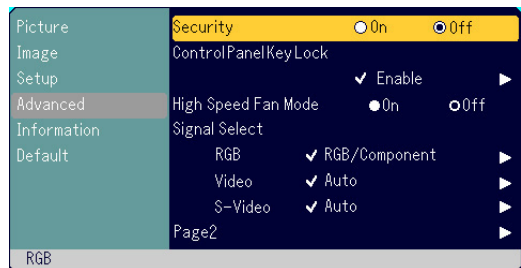 Picture
Image
Setup
Advanced
Information
Default
Security On Off
ControlPanelKeyLock
Enable
High Speed Fan Mode On Off
Signal Select
RGB RGB/Component
Video Auto
S-Video Auto
Page2
RGB